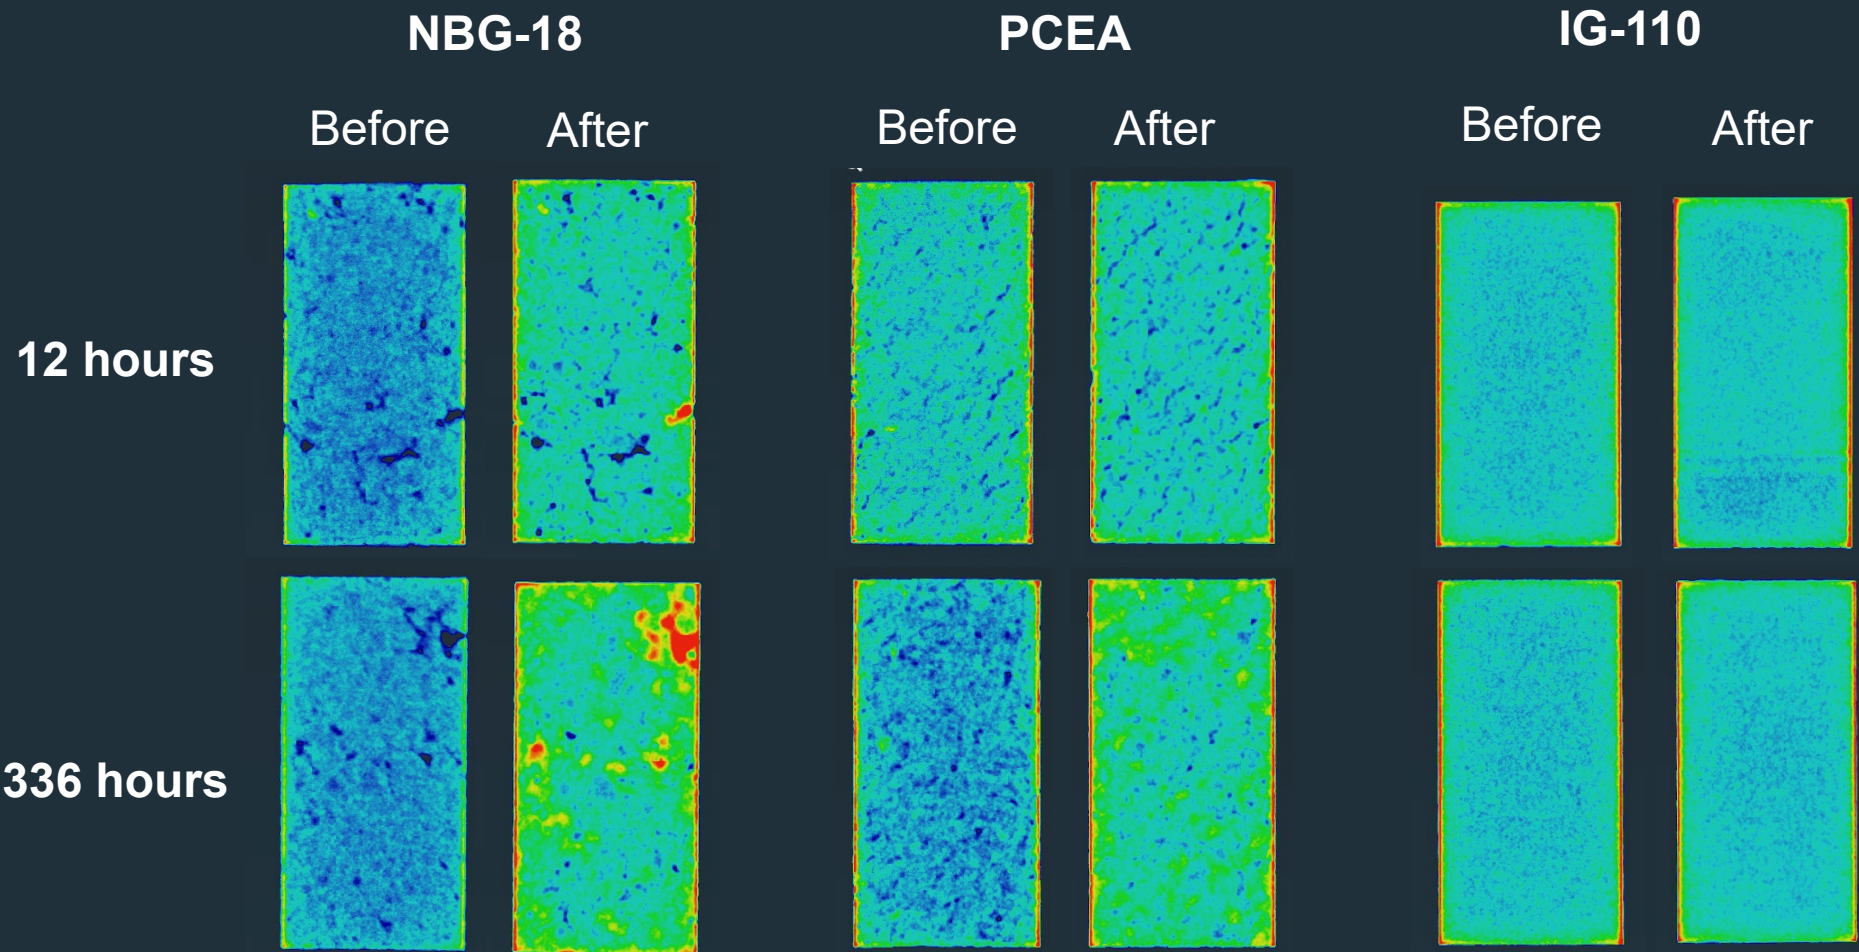 NBG-18 PCEA IG-110
Before After Before After Before After
12 hours
336 hours